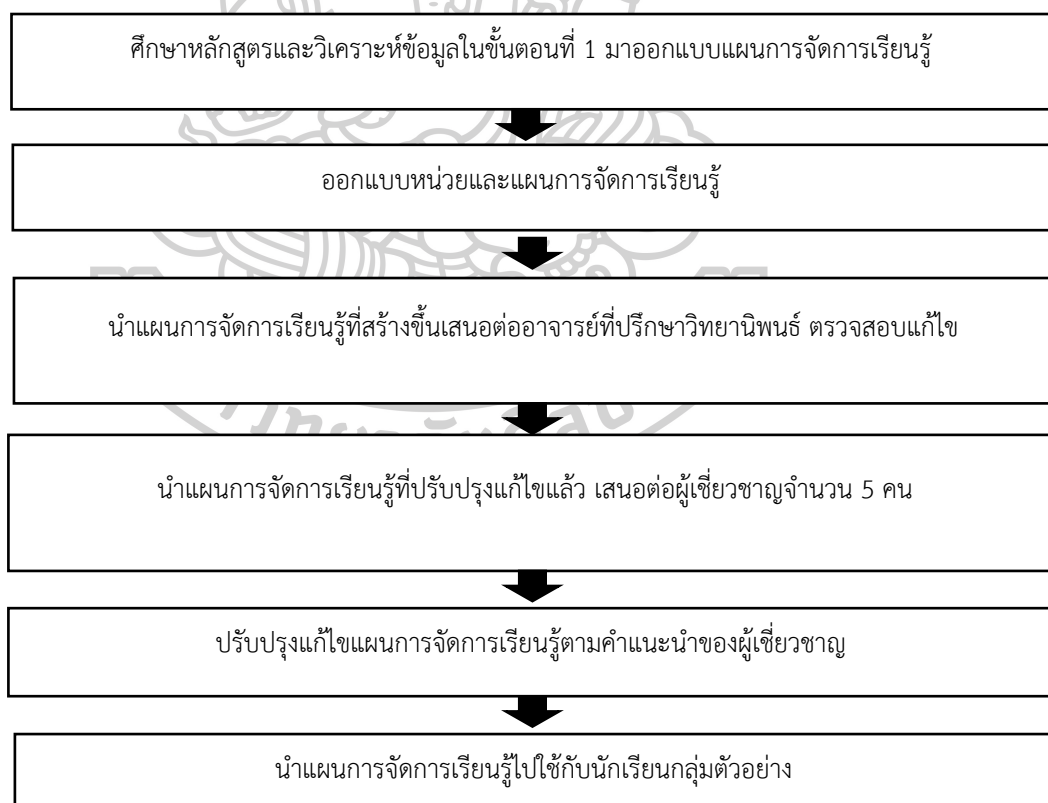 ศึกษาหลักสูตรและวิเคราะห์ข้อมูลในขั้นตอนที่ 1 มาออกแบบแผนการจัดการเรียนรู้
ออกแบบหน่วยและแผนการจัดการเรียนรู้
นำแผนการจัดการเรียนรู้ที่สร้างขึ้นเสนอต่ออาจารย์ที่ปรึกษาวิทยานิพนธ์ ตรวจสอบแก้ไข
นำแผนการจัดการเรียนรู้ที่ปรับปรุงแก้ไขแล้ว เสนอต่อผู้เชี่ยวชาญจำนวน 5 คน
ปรับปรุงแก้ไขแผนการจัดการเรียนรู้ตามคำแนะนำของผู้เชี่ยวชาญ
นำแผนการจัดการเรียนรู้ไปใช้กับนักเรียนกลุ่มตัวอย่าง